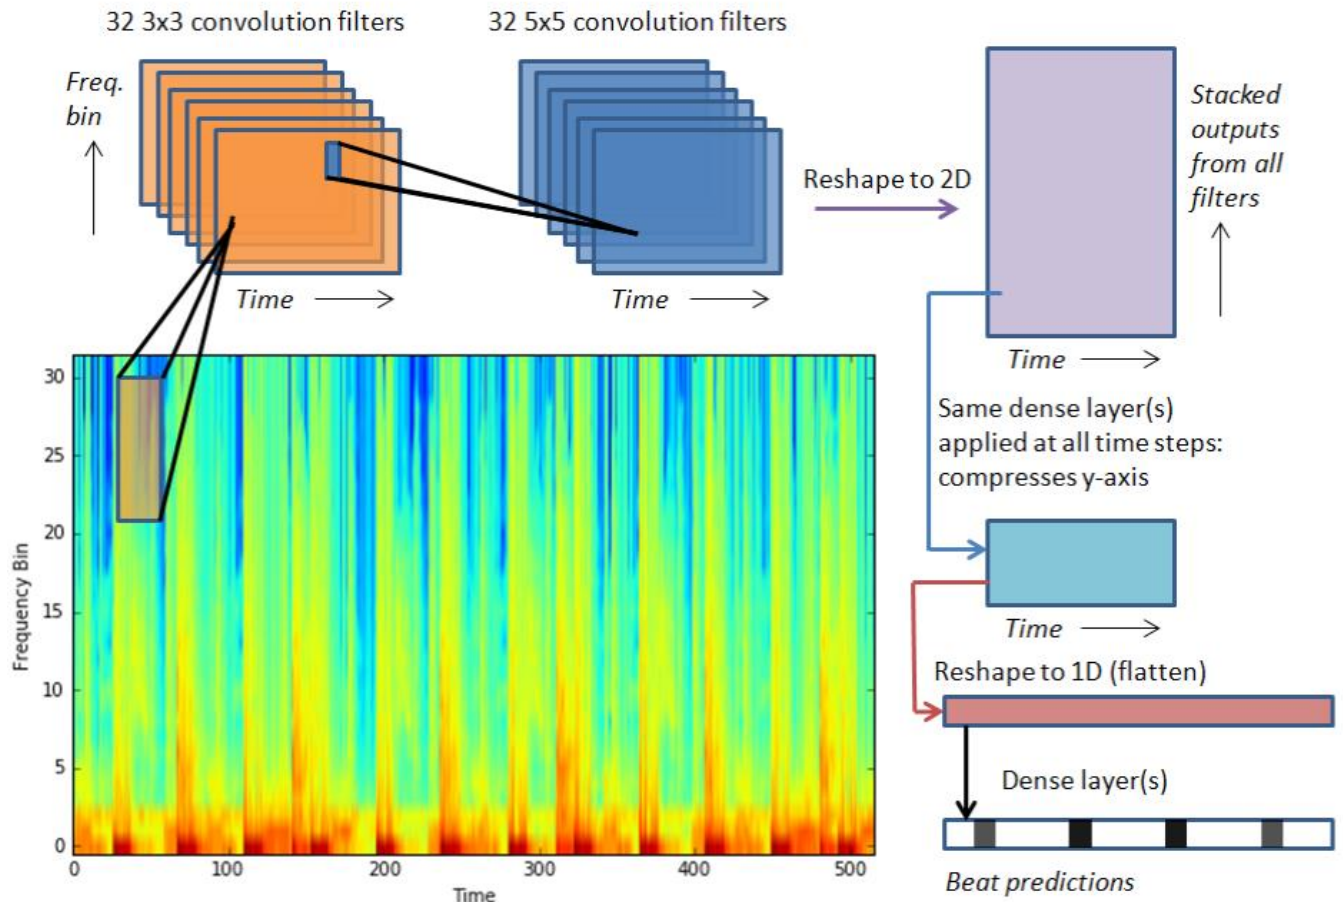 32 3x3 convolution filters
32 5x5 convolution filters
Freq.
bin
Time
Time
Reshape to 2D
Stacked
outputs
from all
filters
Time
Same dense layer(s)
applied at all time steps:
compresses y-axis
Time
Reshape to 1D (flatten)
Dense layer(s)
Beat predictions
Frequency Bin
30
25
20
15
10
5
0
0 100 200 300 400 500
Time